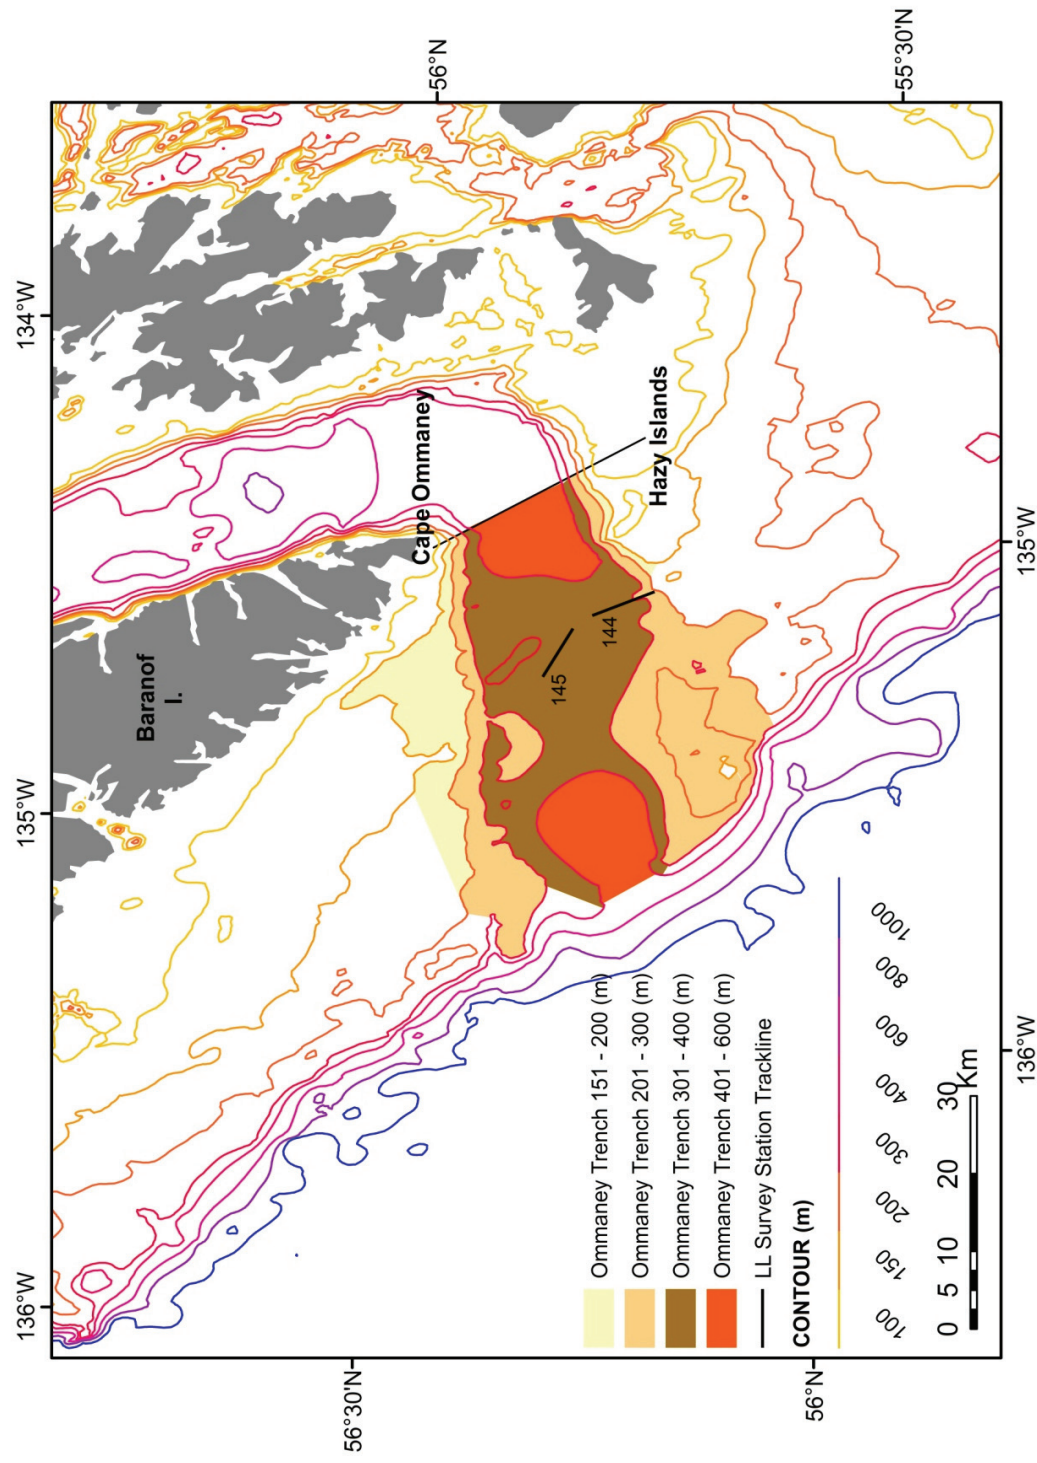 136°W
135°W
134°W
56°30'N
56°N
Baranof
I.
Cape Ommaney
Hazy Islands
145
144
Ommaney Trench 151 - 200 (m)
Ommaney Trench 201 - 300 (m)
Ommaney Trench 301 - 400 (m)
Ommaney Trench 401 - 600 (m)
LL Survey Station Trackline
CONTOUR (m)
100 150 200 300 400 600 800 1000
0 5 10 20 30
Km
56°N
55°30'N
136°W
135°W